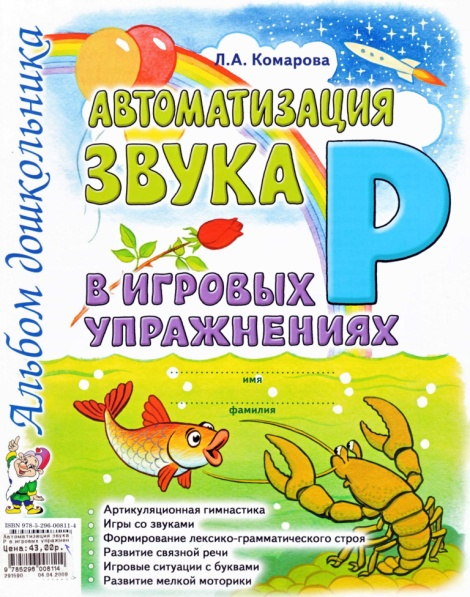 Л.А. Комарова
АВТОМАТИЗАЦИЯ
ЗВУКА
Р
В ИГРОВЫХ
УПРАЖНЕНИЯХ
Альбом дошкольника
имя
фамилия
• Артикуляционная гимнастика
• Игры со звуками
• Формирование лексико-грамматического строя
• Развитие связной речи
• Игровые ситуации с буквами
• Развитие мелкой моторики
ISBN 978-5-296-00811-4
Автоматизация звука
Р в игровых упражнен
Цена:43,00р.
9 785296 008114
04.04.2008